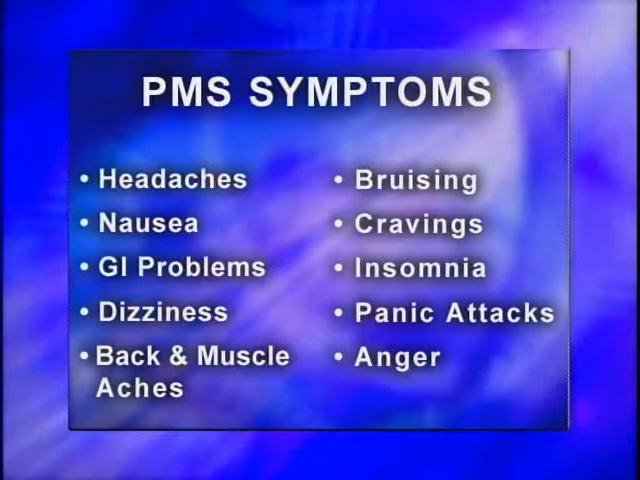 PMS SYMPTOMS
• Headaches
• Nausea
• GI Problems
• Dizziness
• Back & Muscle
Aches
• Bruising
• Cravings
• Insomnia
• Panic Attacks
• Anger